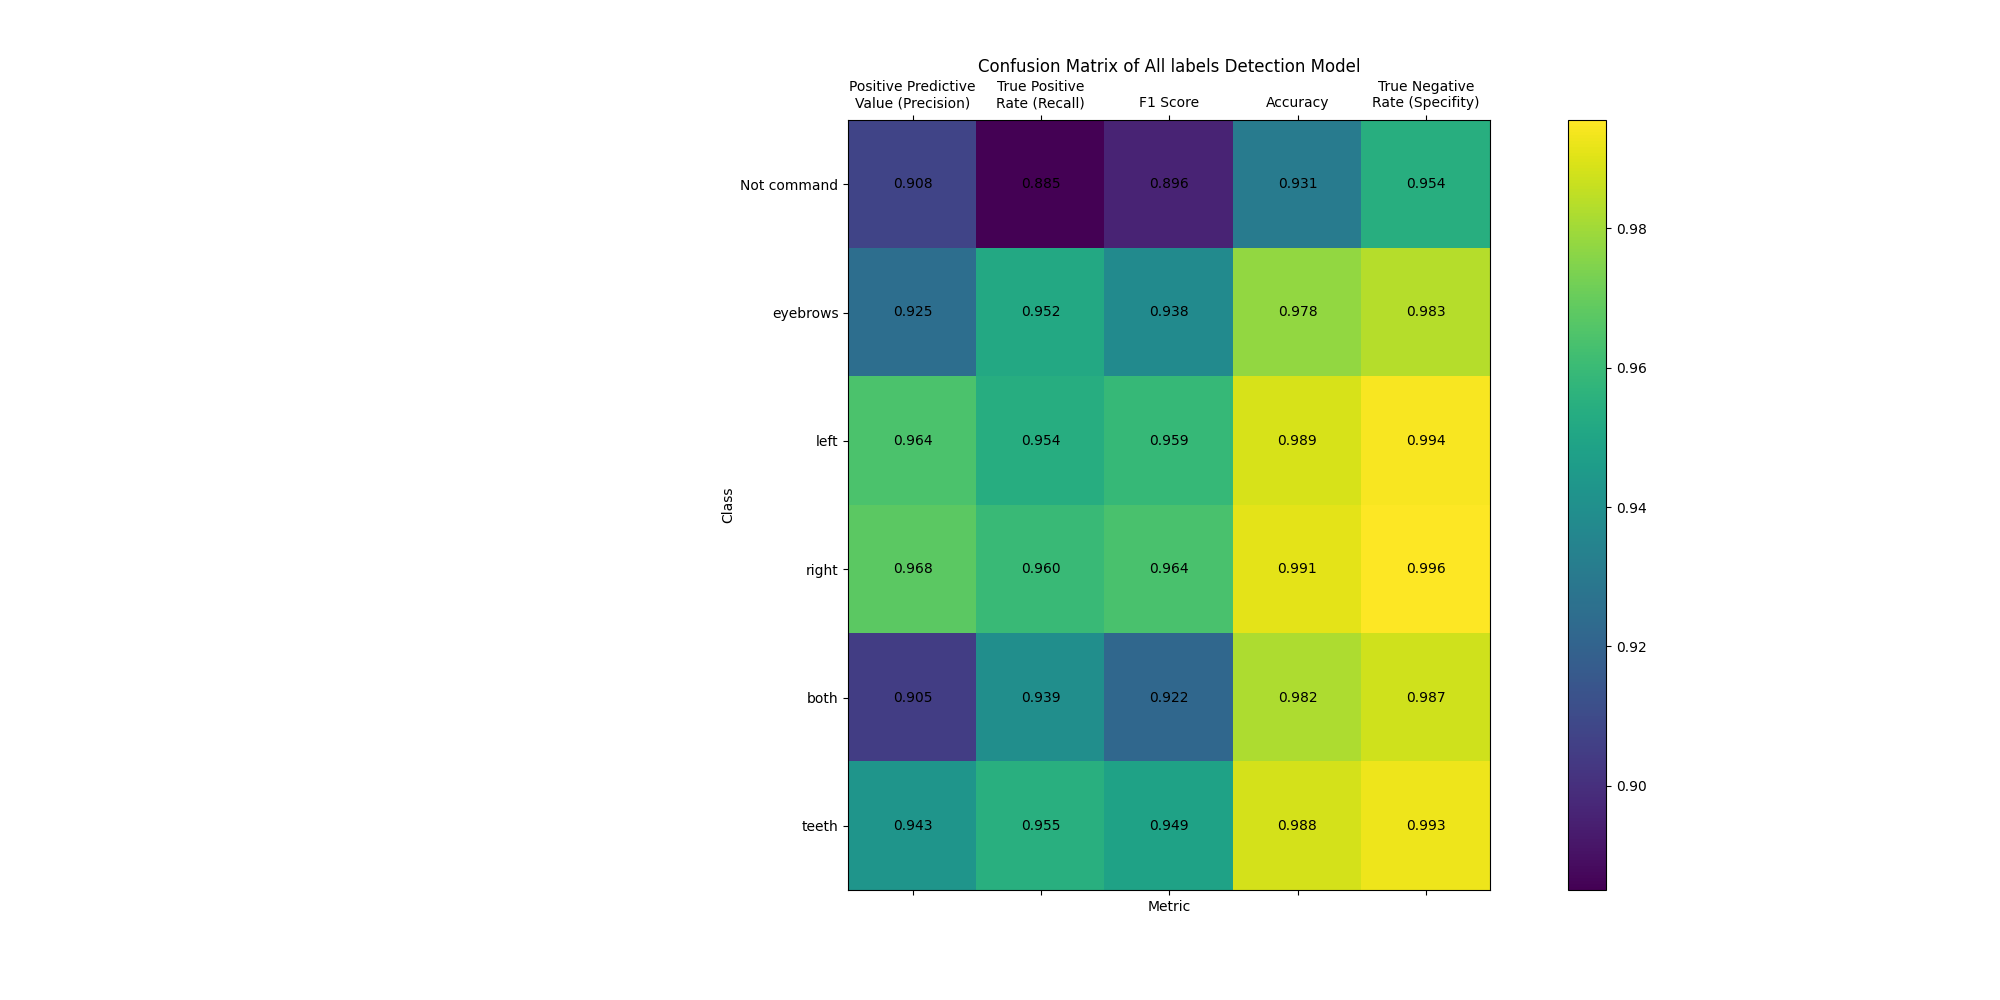 Confusion Matrix of All labels Detection Model
Positive Predictive
Value (Precision)
True Positive
Rate (Recall)
F1 Score
Accuracy
True Negative
Rate (Specifity)
Not command 0.908 0.885 0.896 0.931 0.954
eyebrows 0.925 0.952 0.938 0.978 0.983
left 0.964 0.954 0.959 0.989 0.994
right 0.968 0.960 0.964 0.991 0.996
both 0.905 0.939 0.922 0.982 0.987
teeth 0.943 0.955 0.949 0.988 0.993
Class
Metric
0.98
0.96
0.94
0.92
0.90